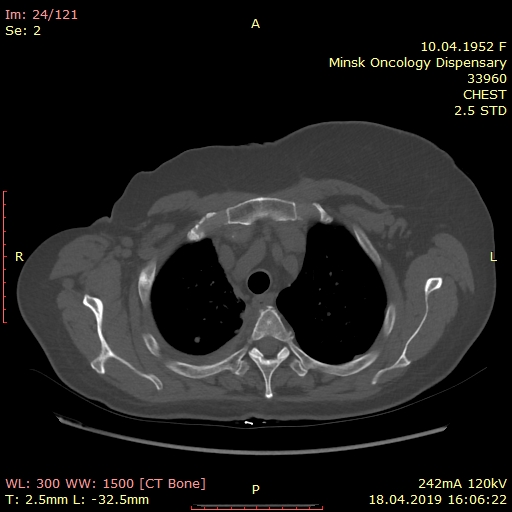 Im: 24/121
Se: 2
A
10.04.1952 F
Minsk Oncology Dispensary
33960
CHEST
2.5 STD
R
L
WL: 300 WW: 1500 [CT Bone]
T: 2.5mm L: -32.5mm
P
242mA 120kV
18.04.2019 16:06:22